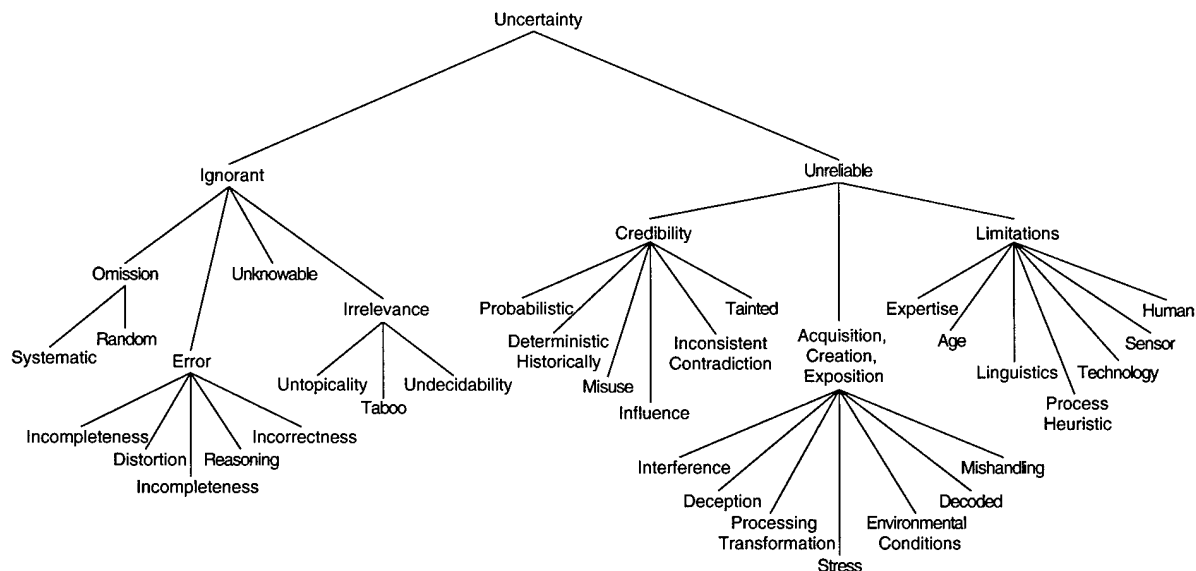 Uncertainty
Ignorant
Unreliable
Credibility
Limitations
Omission
Unknowable
Irrelevance
Probabilistic
Tainted
Expertise
Human
Systematic
Random
Error
Deterministic
Historically
Inconsistent
Contradiction
Acquisition,
Creation,
Exposition
Age
Sensor
Untopicality
Taboo
Undecidability
Misuse
Influence
Linguistics
Technology
Process
Heuristic
Incompleteness
Distortion
Incompleteness
Reasoning
Incorrectness
Interference
Deception
Processing
Transformation
Stress
Environmental
Conditions
Decoded
Mishandling